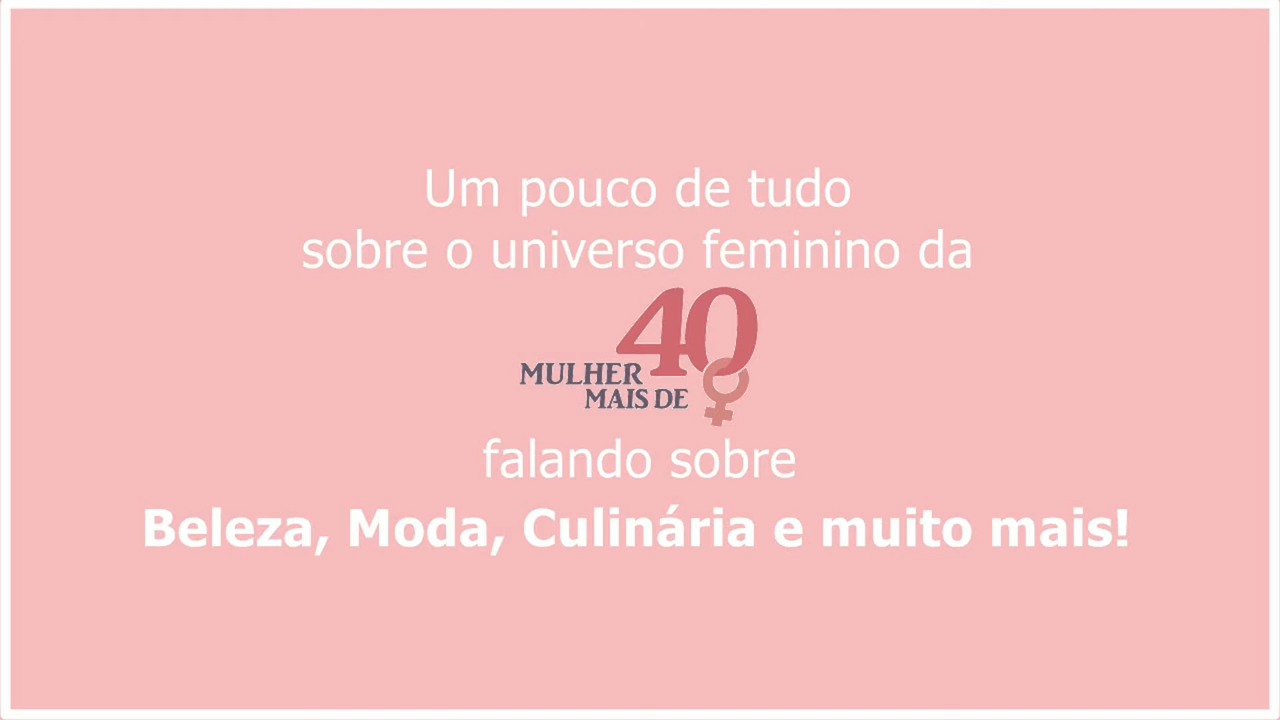 Um pouco de tudo
sobre o universo feminino da
MULHER 40
MAIS DE
falando sobre
Beleza, Moda, Culinária e muito mais!